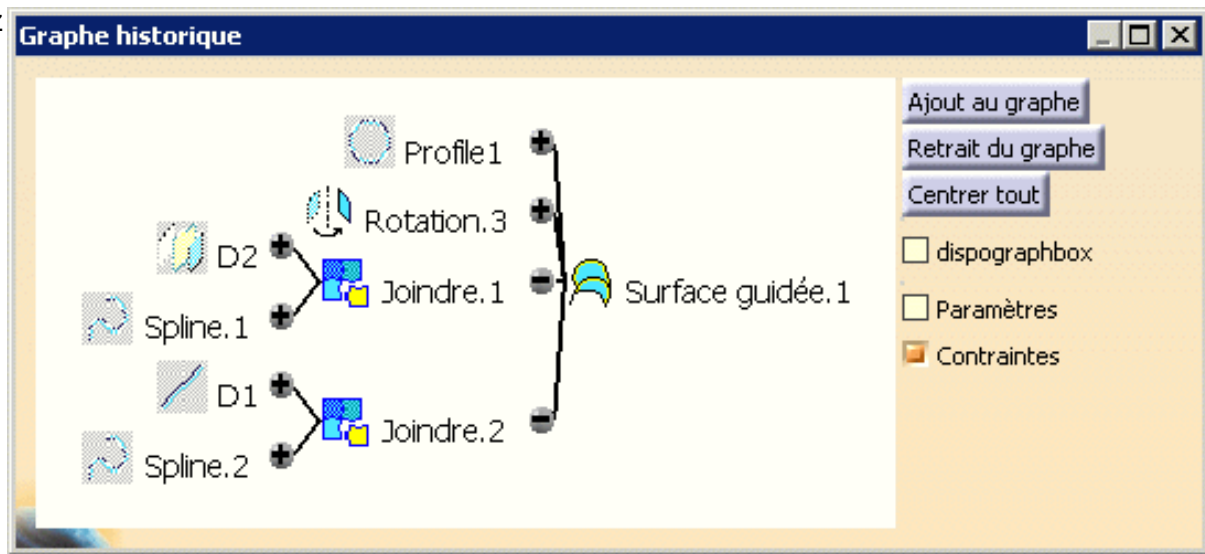 Graphe historique
Profile1
Rotation.3
D2
Joindre.1
Spline.1
D1
Joindre.2
Spline.2
Surface guidée.1
Ajout au graphe
Retrait du graphe
Centrer tout
dispographbox
Paramètres
Contraintes